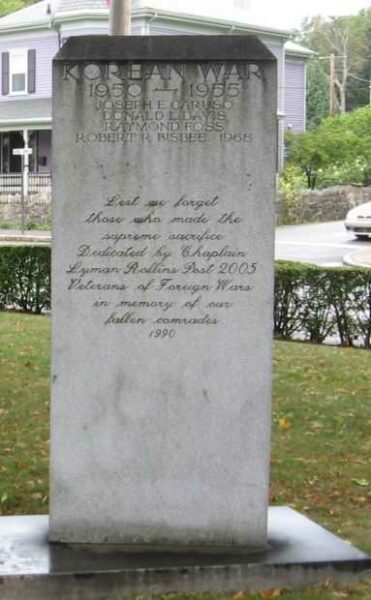 KOREAN WAR
1950 — 1955
JOSEPH E. CARUSO
DONALD L. DAVIS
RAYMOND FOSS
ROBERT R. BISBEE 1968
Lest we forget
those who made the
supreme sacrifice
Dedicated by Chaplain
Lyman Rollins Post 2005
Veterans of Foreign Wars
in memory of our
fallen comrades
1990